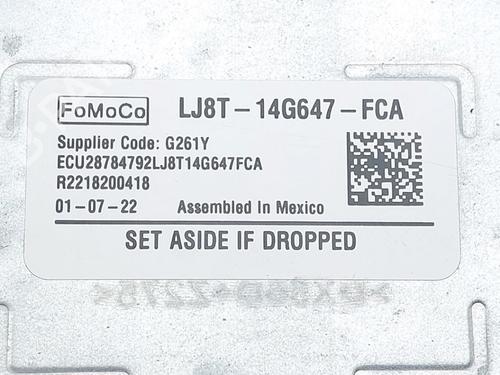 FoMoCo LJ8T-14G647-FCA
Supplier Code: G261Y
ECU28784792LJ8T14G647FCA
R2218200418
01-07-22 Assembled In Mexico
SET ASIDE IF DROPPED